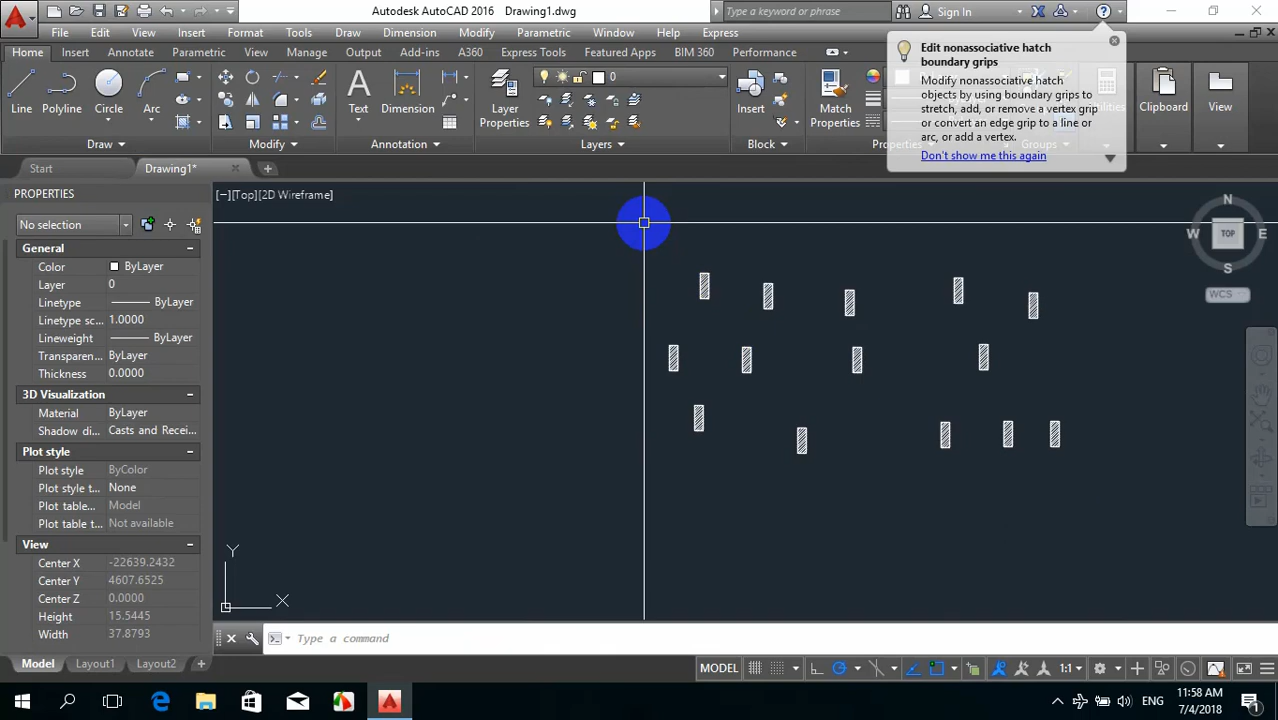 Autodesk AutoCAD 2016 Drawing1.dwg
Type a keyword or phrase
Sign In
File Edit View Insert Format Tools Draw Dimension Modify Parametric Window Help Express
Home Insert Annotate Parametric View Manage Output Add-ins A360 Express Tools Featured Apps BIM 360 Performance
Line Polyline Circle Arc
Text Dimension
Layer Properties
0
Insert
Match Properties
Clipboard
View
Draw Modify Annotation Layers Block
Edit nonassociative hatch
boundary grips
Modify nonassociative hatch
objects by using boundary grips to
stretch, add, or remove a vertex grip
or convert an edge grip to a line or
arc, or add a vertex.
Don't show me this again
Start Drawing1*
PROPERTIES
[−][Top][2D Wireframe]
No selection
General
Color ByLayer
Layer 0
Linetype ByLayer
Linetype sc... 1.0000
Lineweight ByLayer
Transparen... ByLayer
Thickness 0.0000
3D Visualization
Material ByLayer
Shadow di... Casts and Recei...
Plot style
Plot style ByColor
Plot style t... None
Plot table... Model
Plot table t... Not available
View
Center X -22639.2432
Center Y 4607.6525
Center Z 0.0000
Height 15.5445
Width 37.8793
N
W TOP E
S
WCS
Y
X
Type a command
Model Layout1 Layout2 +
MODEL 1:1
ENG
11:58 AM
7/4/2018
1